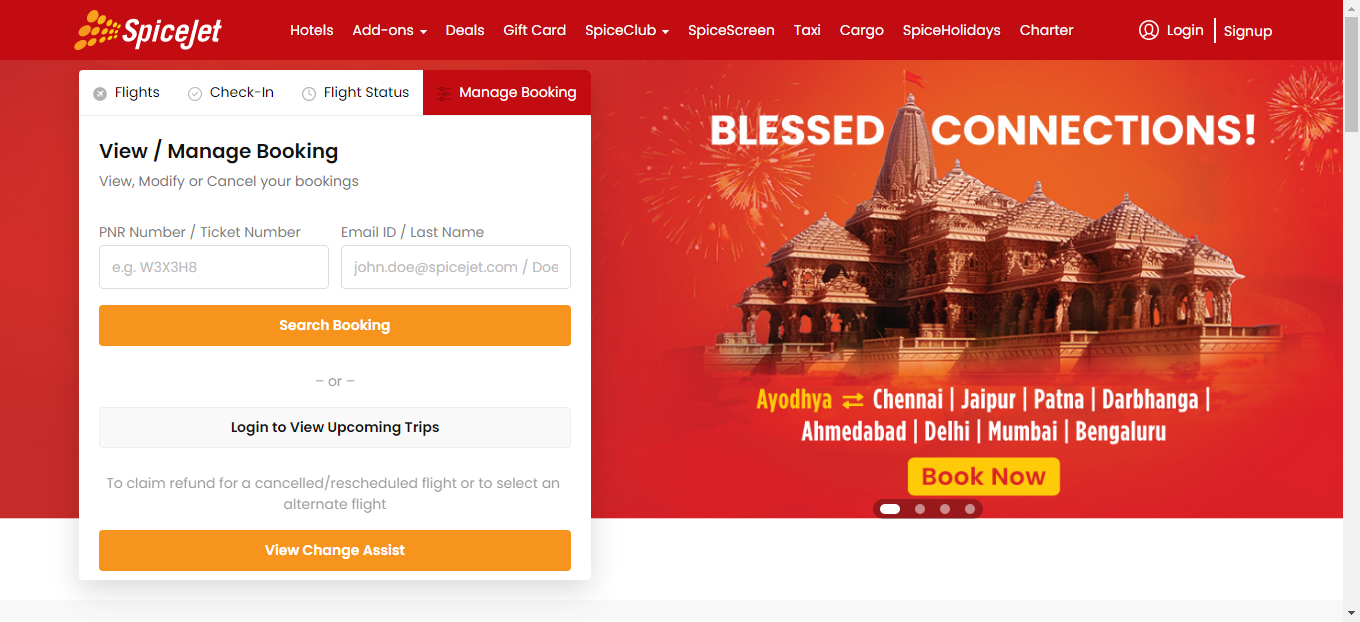 SpiceJet
Hotels Add-ons Deals Gift Card SpiceClub SpiceScreen Taxi Cargo SpiceHolidays Charter Login Signup
Flights Check-In Flight Status Manage Booking
View / Manage Booking
View, Modify or Cancel your bookings
PNR Number / Ticket Number Email ID / Last Name
e.g. W3X3H8 john.doe@spicejet.com / Doe
Search Booking
– or –
Login to View Upcoming Trips
To claim refund for a cancelled/rescheduled flight or to select an
alternate flight
View Change Assist
BLESSED CONNECTIONS!
Ayodhya ⇄ Chennai | Jaipur | Patna | Darbhanga |
Ahmedabad | Delhi | Mumbai | Bengaluru
Book Now